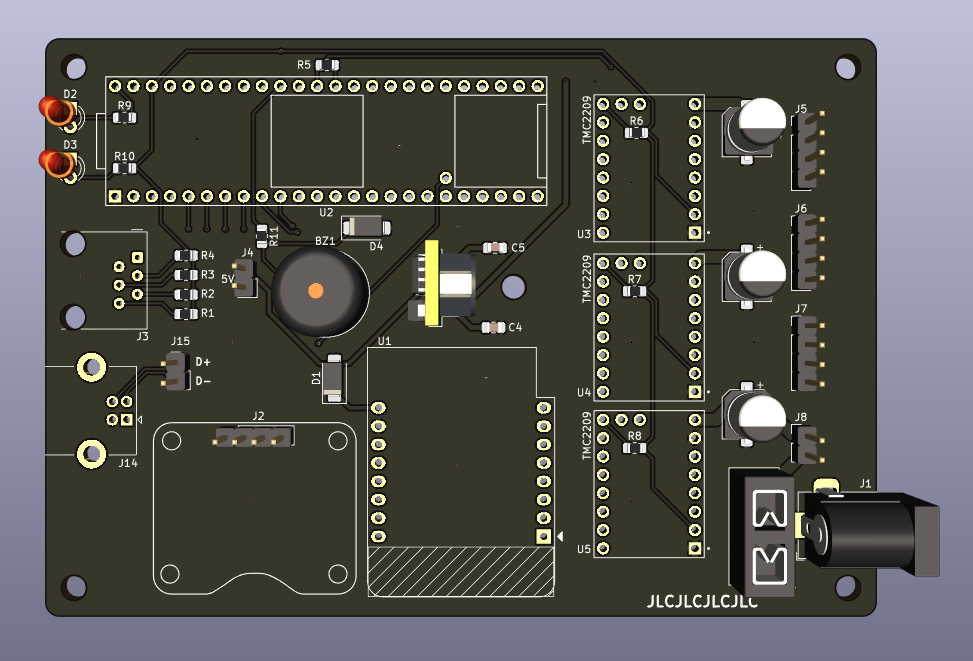 R5
D2
R9
D3
R10
U2
R11
BZ1
D4
J4
5V
C5
R4
R3
R2
R1
J3
J15
D+
D-
C4
U1
D1
J2
J14
TMC2209
R6
U3
J5
+
J6
TMC2209
R7
U4
J7
+
J8
TMC2209
R8
U5
J1
JLCJLCJLCJLC